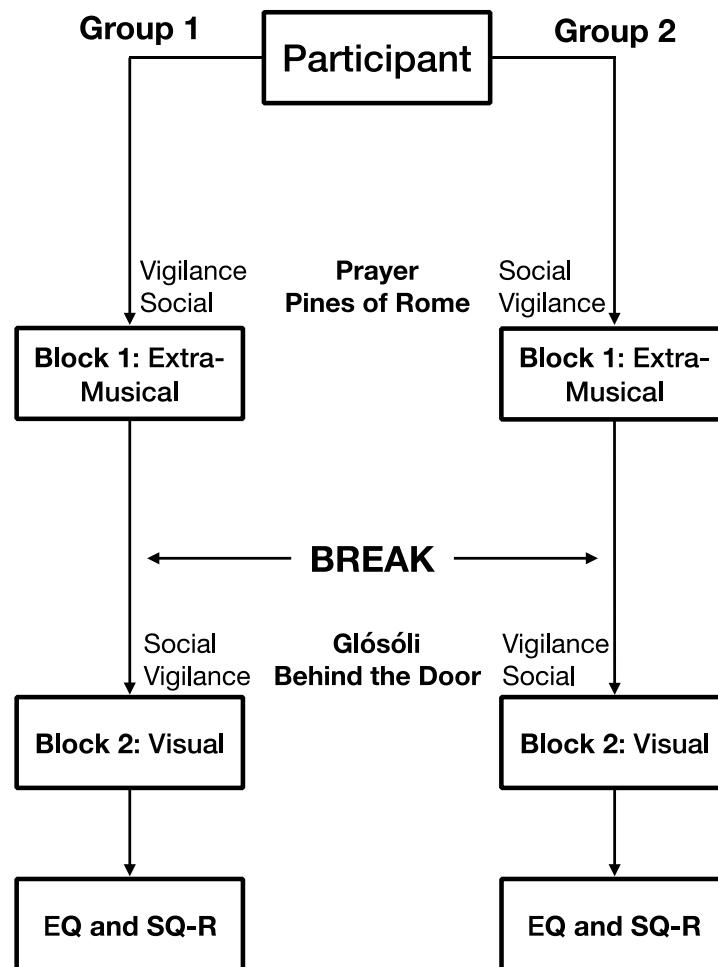 Group 1
Participant
Group 2
Vigilance
Social
Prayer
Pines of Rome
Social
Vigilance
Block 1: Extra-
Musical
Block 1: Extra-
Musical
BREAK
Social
Vigilance
Glósóli
Behind the Door
Vigilance
Social
Block 2: Visual
Block 2: Visual
EQ and SQ-R
EQ and SQ-R